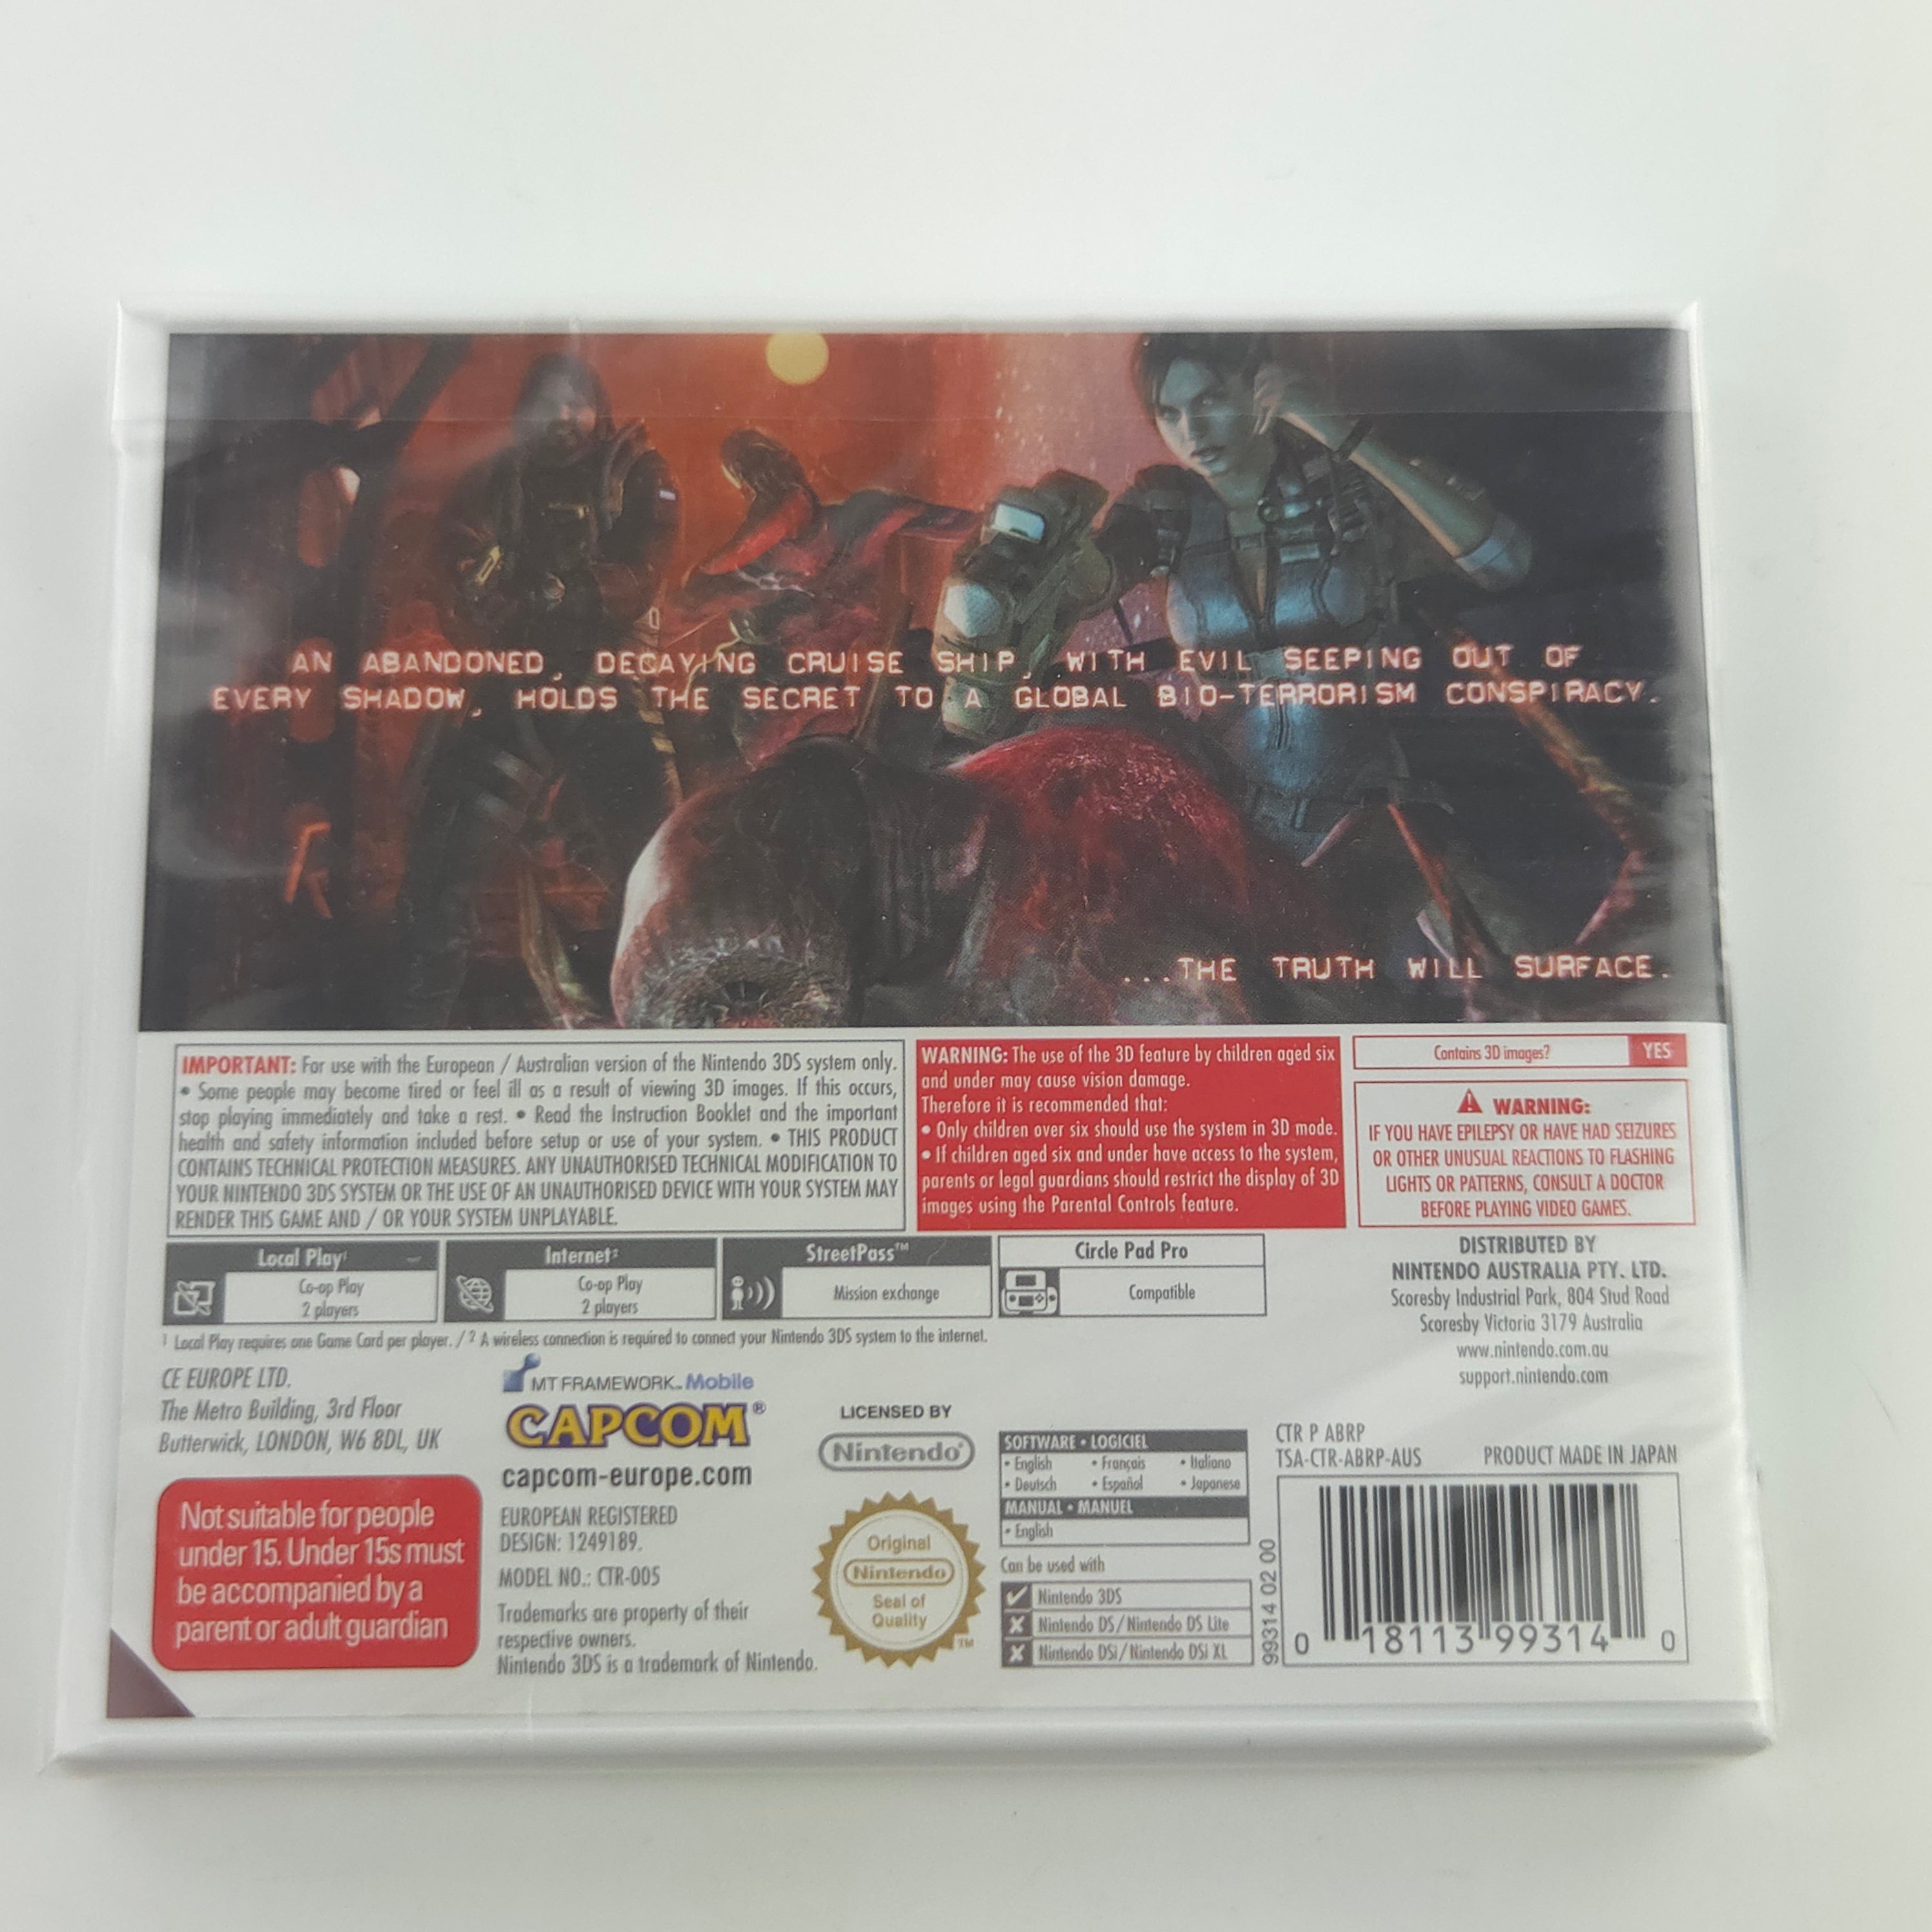 AN ABANDONED, DECAYING CRUISE SHIP, WITH EVIL SEEPING OUT OF
EVERY SHADOW, HOLDS THE SECRET TO A GLOBAL BIO-TERRORISM CONSPIRACY.
...THE TRUTH WILL SURFACE.
IMPORTANT: For use with the European / Australian version of the Nintendo 3DS system only.
• Some people may become tired or feel ill as a result of viewing 3D images. If this occurs,
stop playing immediately and take a rest. • Read the Instruction Booklet and the important
health and safety information included before setup or use of your system. • THIS PRODUCT
CONTAINS TECHNICAL PROTECTION MEASURES. ANY UNAUTHORISED TECHNICAL MODIFICATION TO
YOUR NINTENDO 3DS SYSTEM OR THE USE OF AN UNAUTHORISED DEVICE WITH YOUR SYSTEM MAY
RENDER THIS GAME AND / OR YOUR SYSTEM UNPLAYABLE.
WARNING: The use of the 3D feature by children aged six
and under may cause vision damage.
Therefore it is recommended that:
• Only children over six should use the system in 3D mode.
• If children aged six and under have access to the system,
parents or legal guardians should restrict the display of 3D
images using the Parental Controls feature.
Contains 3D images? YES
WARNING:
IF YOU HAVE EPILEPSY OR HAVE HAD SEIZURES
OR OTHER UNUSUAL REACTIONS TO FLASHING
LIGHTS OR PATTERNS, CONSULT A DOCTOR
BEFORE PLAYING VIDEO GAMES.
Local Play¹
Co-op Play
2 players
Internet²
Co-op Play
2 players
StreetPass™
Mission exchange
Circle Pad Pro
Compatible
¹ Local Play requires one Game Card per player. / ² A wireless connection is required to connect your Nintendo 3DS system to the internet.
DISTRIBUTED BY
NINTENDO AUSTRALIA PTY. LTD.
Scoresby Industrial Park, 804 Stud Road
Scoresby Victoria 3179 Australia
www.nintendo.com.au
support.nintendo.com
CE EUROPE LTD.
The Metro Building, 3rd Floor
Butterwick, LONDON, W6 8DL, UK
Not suitable for people
under 15. Under 15s must
be accompanied by a
parent or adult guardian
MT FRAMEWORK™ Mobile
CAPCOM®
capcom-europe.com
EUROPEAN REGISTERED
DESIGN: 1249189.
MODEL NO.: CTR-005
Trademarks are property of their
respective owners.
Nintendo 3DS is a trademark of Nintendo.
LICENSED BY
Nintendo®
Original
Nintendo
Seal of
Quality
TM
SOFTWARE • LOGICIEL
• English • Français • Italiano
• Deutsch • Español • Japanese
MANUAL • MANUEL
• English
Can be used with
Nintendo 3DS
Nintendo DS / Nintendo DS Lite
Nintendo DSi / Nintendo DSi XL
CTR P ABRP
TSA-CTR-ABRP-AUS
PRODUCT MADE IN JAPAN
99314 02 00
0 18113 99314 0